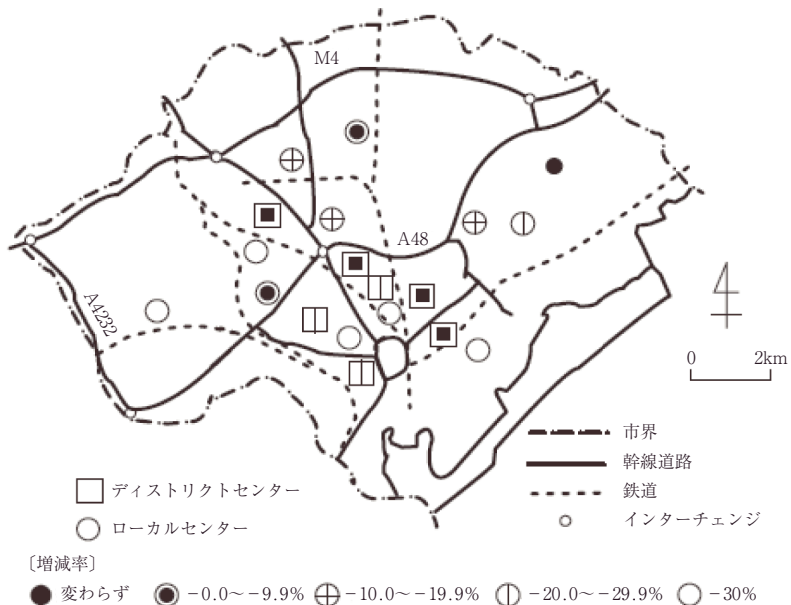 M4
A48
A4232
0 2km
市界
幹線道路
鉄道
インターチェンジ
ディストリクトセンター
ローカルセンター
〔増減率〕
変わらず −0.0〜−9.9% −10.0〜−19.9% −20.0〜−29.9% −30%